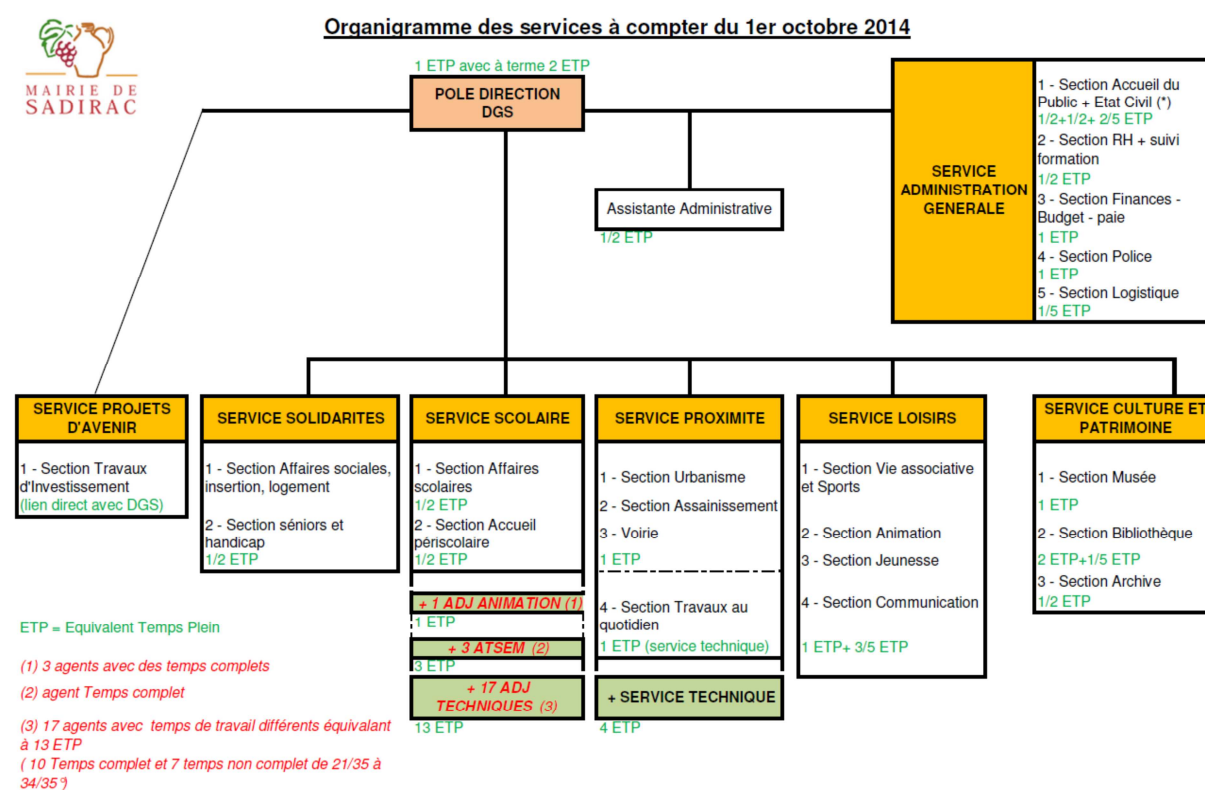 Organigramme des services à compter du 1er octobre 2014
MAIRIE DE
SADIRAC
1 ETP avec à terme 2 ETP
POLE DIRECTION
DGS
Assistante Administrative
1/2 ETP
SERVICE
ADMINISTRATION
GENERALE
1 - Section Accueil du
Public + Etat Civil (*)
1/2+1/2+ 2/5 ETP
2 - Section RH + suivi
formation
1/2 ETP
3 - Section Finances -
Budget - paie
1 ETP
4 - Section Police
1 ETP
5 - Section Logistique
1/5 ETP
SERVICE PROJETS
D'AVENIR
1 - Section Travaux
d'Investissement
(lien direct avec DGS)
SERVICE SOLIDARITES
1 - Section Affaires sociales,
insertion, logement
2 - Section séniors et
handicap
1/2 ETP
SERVICE SCOLAIRE
1 - Section Affaires
scolaires
1/2 ETP
2 - Section Accueil
périscolaire
1/2 ETP
+ 1 ADJ ANIMATION (1)
1 ETP
+ 3 ATSEM (2)
3 ETP
+ 17 ADJ
TECHNIQUES (3)
13 ETP
SERVICE PROXIMITE
1 - Section Urbanisme
2 - Section Assainissement
3 - Voirie
1 ETP
4 - Section Travaux au
quotidien
1 ETP (service technique)
+ SERVICE TECHNIQUE
4 ETP
SERVICE LOISIRS
1 - Section Vie associative
et Sports
2 - Section Animation
3 - Section Jeunesse
4 - Section Communication
1 ETP+ 3/5 ETP
SERVICE CULTURE ET
PATRIMOINE
1 - Section Musée
1 ETP
2 - Section Bibliothèque
2 ETP+1/5 ETP
3 - Section Archive
1/2 ETP
ETP = Equivalent Temps Plein
(1) 3 agents avec des temps complets
(2) agent Temps complet
(3) 17 agents avec temps de travail différents équivalant
à 13 ETP
( 10 Temps complet et 7 temps non complet de 21/35 à
34/35°)